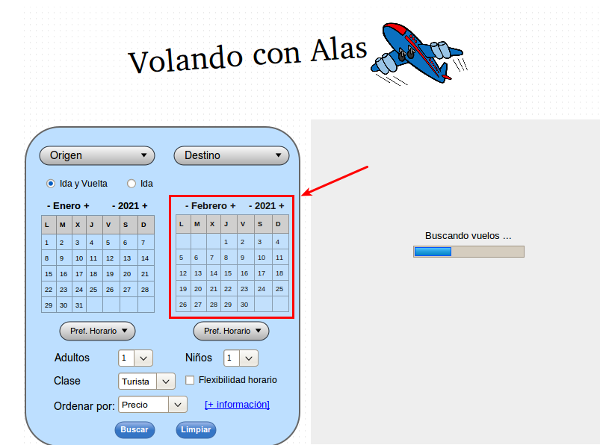 Volando con Alas
Origen Destino
Ida y Vuelta Ida
- Enero + - 2021 + - Febrero + - 2021 +
L M X J V S D L M X J V S D
1 2 3 4 5 6 7 1 2 3 4
8 9 10 11 12 13 14 5 6 7 8 9 10 11
15 16 17 18 19 20 21 12 13 14 15 16 17 18
22 23 24 25 26 27 28 19 20 21 22 23 24 25
29 30 31 26 27 28 29 30
Pref. Horario Pref. Horario
Adultos 1 Niños 1
Clase Turista Flexibilidad horario
Ordenar por: Precio [+ información]
Buscar Limpiar
Buscando vuelos ...